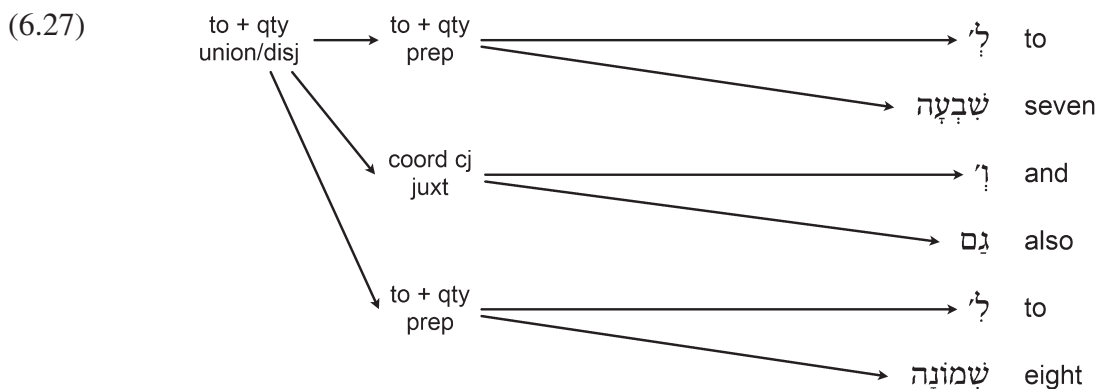 (6.27)
to + qty
union/disj
to + qty
prep
לְ׳ to
שִׁבְעָה seven
coord cj
juxt
וְ׳ and
גַּם also
to + qty
prep
לִ׳ to
שְׁמוֹנָה eight